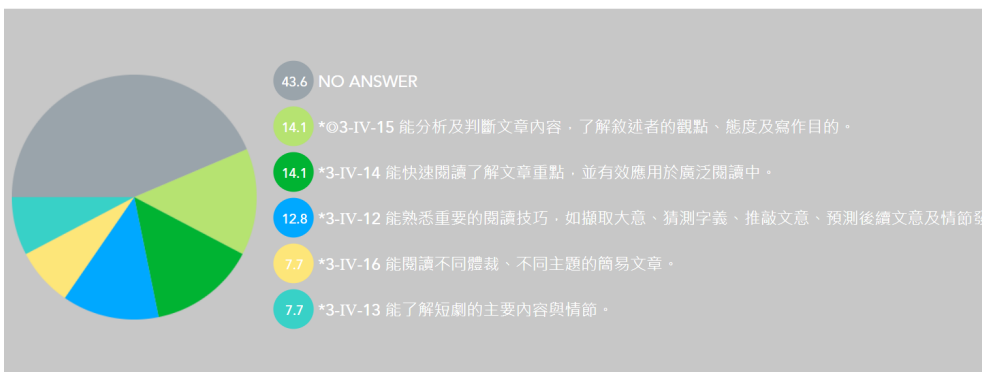 43.6 NO ANSWER
14.1 *◎3-IV-15 能分析及判斷文章內容，了解敘述者的觀點、態度及寫作目的。
14.1 *3-IV-14 能快速閱讀了解文章重點，並有效應用於廣泛閱讀中。
12.8 *3-IV-12 能熟悉重要的閱讀技巧，如擷取大意、猜測字義、推敲文意、預測後續文意及情節發
7.7 *3-IV-16 能閱讀不同體裁、不同主題的簡易文章。
7.7 *3-IV-13 能了解短劇的主要內容與情節。